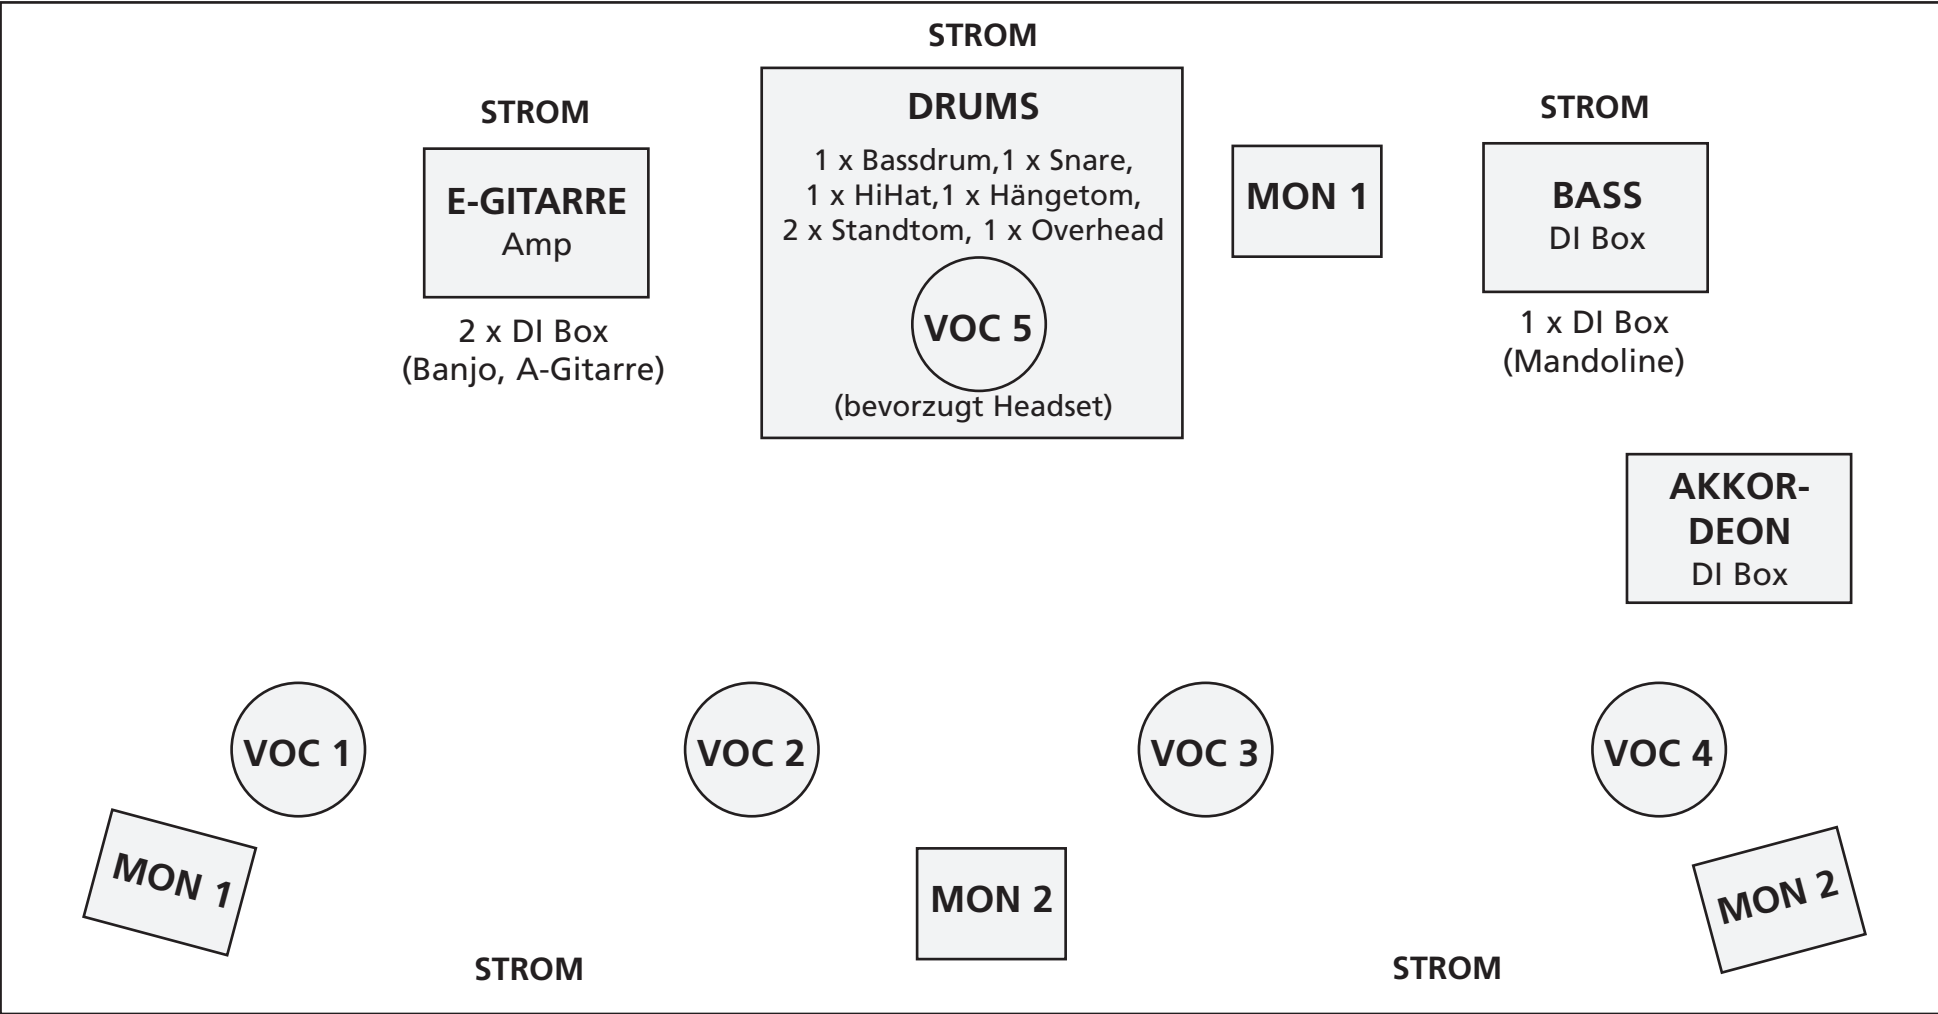 STROM
STROM
STROM
DRUMS
1 x Bassdrum,1 x Snare,
1 x HiHat,1 x Hängetom,
2 x Standtom, 1 x Overhead
VOC 5
(bevorzugt Headset)
E-GITARRE
Amp
2 x DI Box
(Banjo, A-Gitarre)
MON 1
BASS
DI Box
1 x DI Box
(Mandoline)
AKKOR-
DEON
DI Box
VOC 1
VOC 2
VOC 3
VOC 4
MON 1
MON 2
MON 2
STROM
STROM